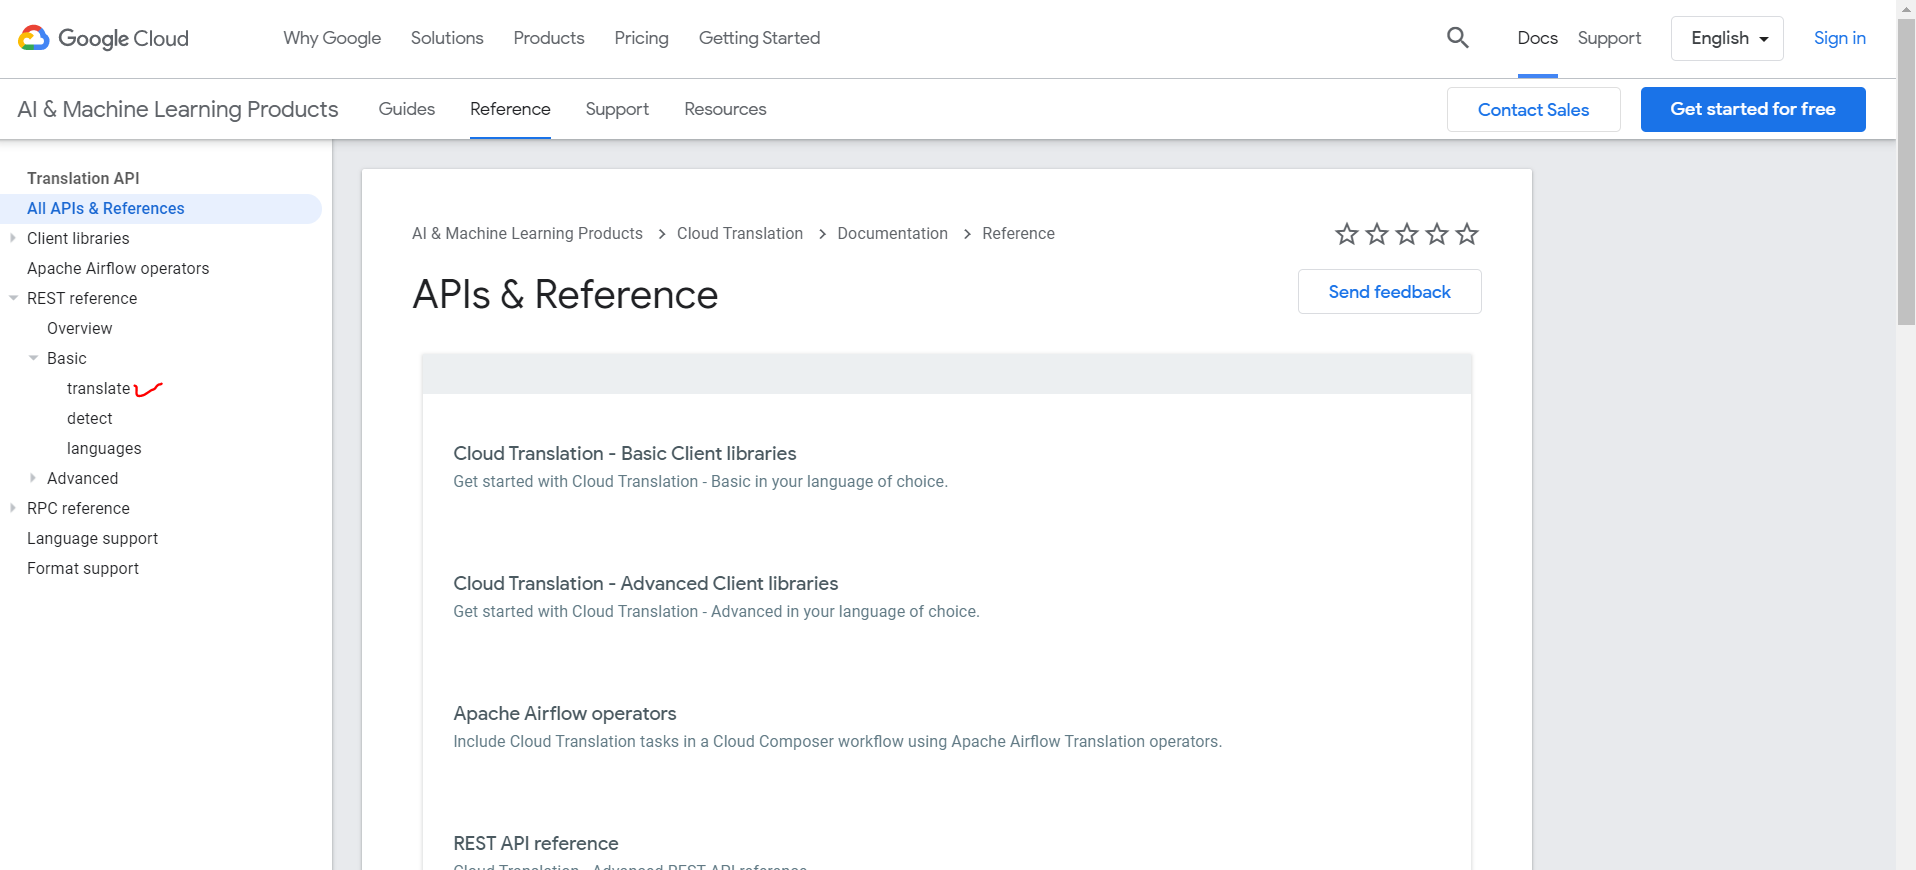 Google Cloud
Why Google
Solutions
Products
Pricing
Getting Started
Docs
Support
English
Sign in
AI & Machine Learning Products
Guides
Reference
Support
Resources
Contact Sales
Get started for free
Translation API
All APIs & References
Client libraries
Apache Airflow operators
REST reference
Overview
Basic
translate
detect
languages
Advanced
RPC reference
Language support
Format support
AI & Machine Learning Products > Cloud Translation > Documentation > Reference
APIs & Reference
Send feedback
Cloud Translation - Basic Client libraries
Get started with Cloud Translation - Basic in your language of choice.
Cloud Translation - Advanced Client libraries
Get started with Cloud Translation - Advanced in your language of choice.
Apache Airflow operators
Include Cloud Translation tasks in a Cloud Composer workflow using Apache Airflow Translation operators.
REST API reference
Cloud Translation - Advanced REST API reference